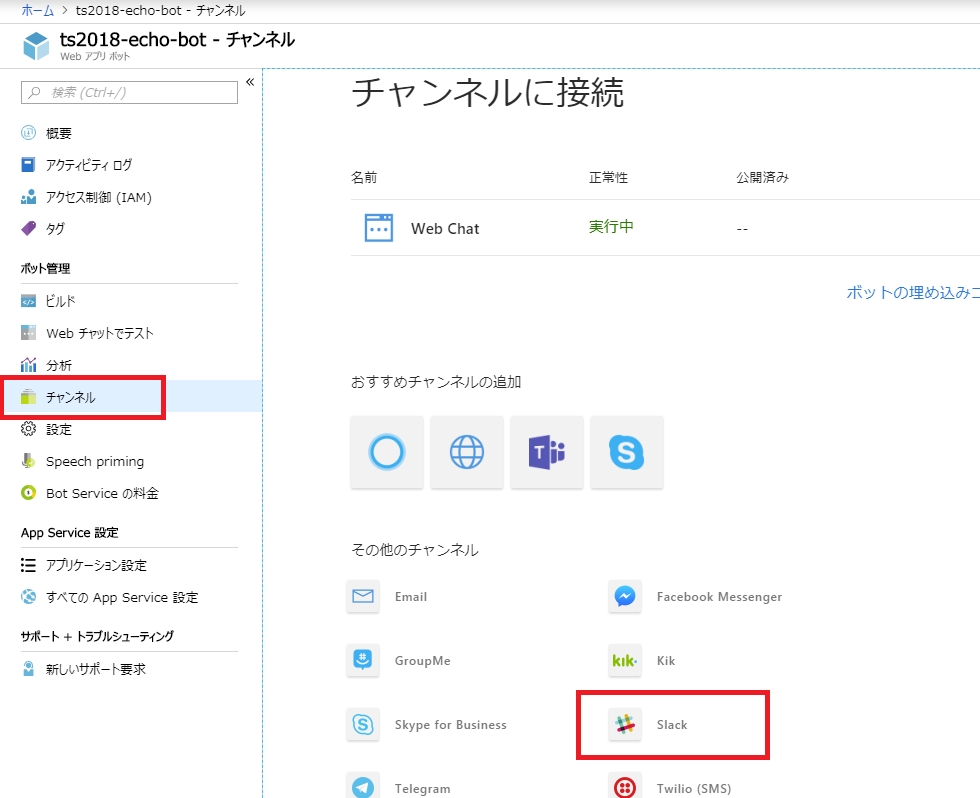 ホーム > ts2018-echo-bot - チャンネル
ts2018-echo-bot - チャンネル
Web アプリ ボット
検索 (Ctrl+/)
«
概要
アクティビティ ログ
アクセス制御 (IAM)
タグ
ボット管理
ビルド
Web チャットでテスト
分析
チャンネル
設定
Speech priming
Bot Service の料金
App Service 設定
アプリケーション設定
すべての App Service 設定
サポート + トラブルシューティング
新しいサポート要求
チャンネルに接続
名前 正常性 公開済み
Web Chat 実行中 --
ボットの埋め込みコ
おすすめチャンネルの追加
その他のチャンネル
Email Facebook Messenger
GroupMe Kik
Skype for Business Slack
Telegram Twilio (SMS)